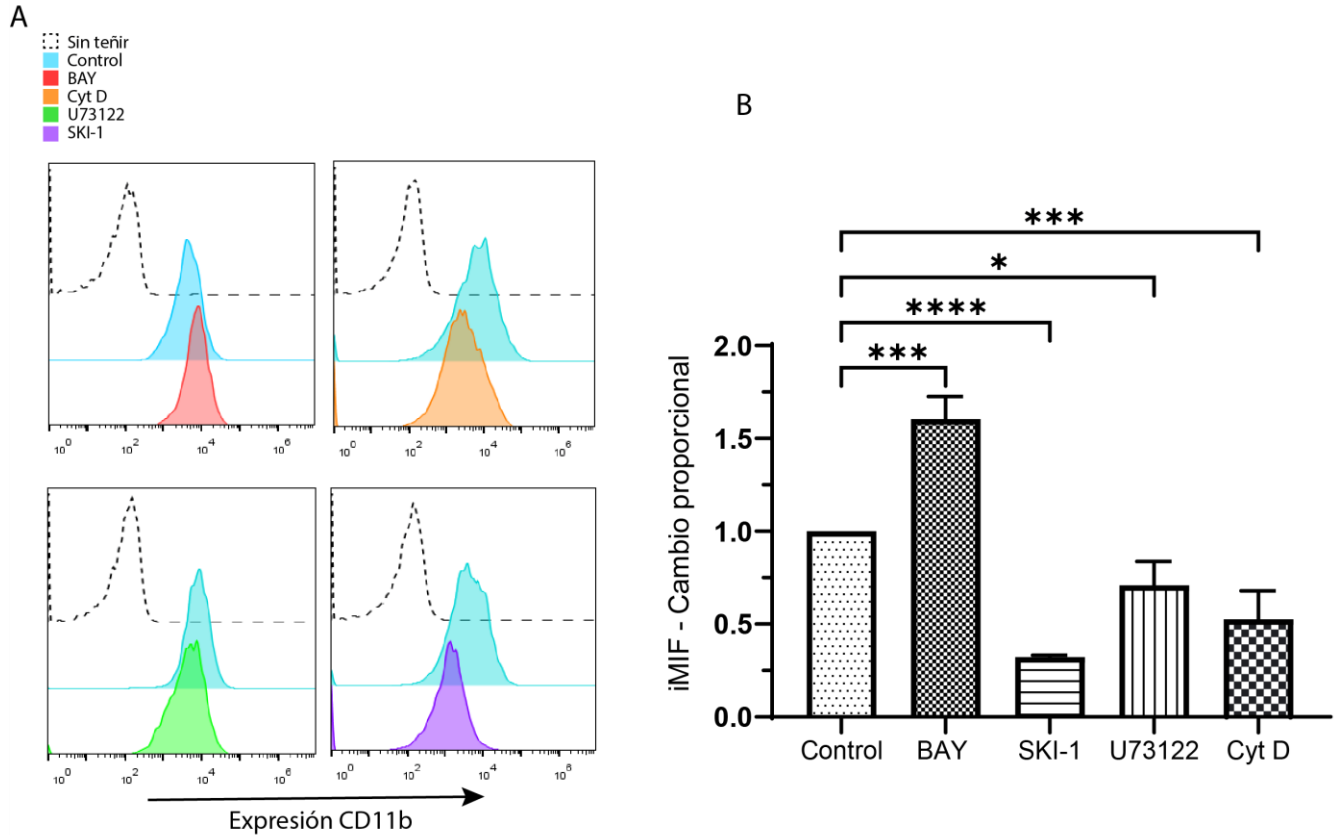 A
Sin teñir
Control
BAY
Cyt D
U73122
SKI-1
10^0 10^2 10^4 10^6
10^0 10^2 10^4 10^6
10^0 10^2 10^4 10^6
10^0 10^2 10^4 10^6
Expresión CD11b
B
***
*
****
***
2.0
1.5
1.0
0.5
0.0
iMIF - Cambio proporcional
Control BAY SKI-1 U73122 Cyt D